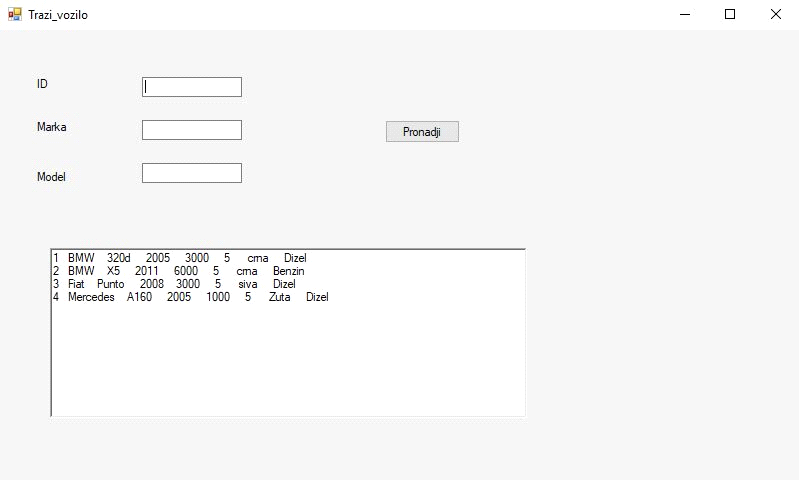 Trazi_vozilo
ID
Marka
Pronadji
Model
1 BMW 320d 2005 3000 5 crna Dizel
2 BMW X5 2011 6000 5 crna Benzin
3 Fiat Punto 2008 3000 5 siva Dizel
4 Mercedes A160 2005 1000 5 Zuta Dizel